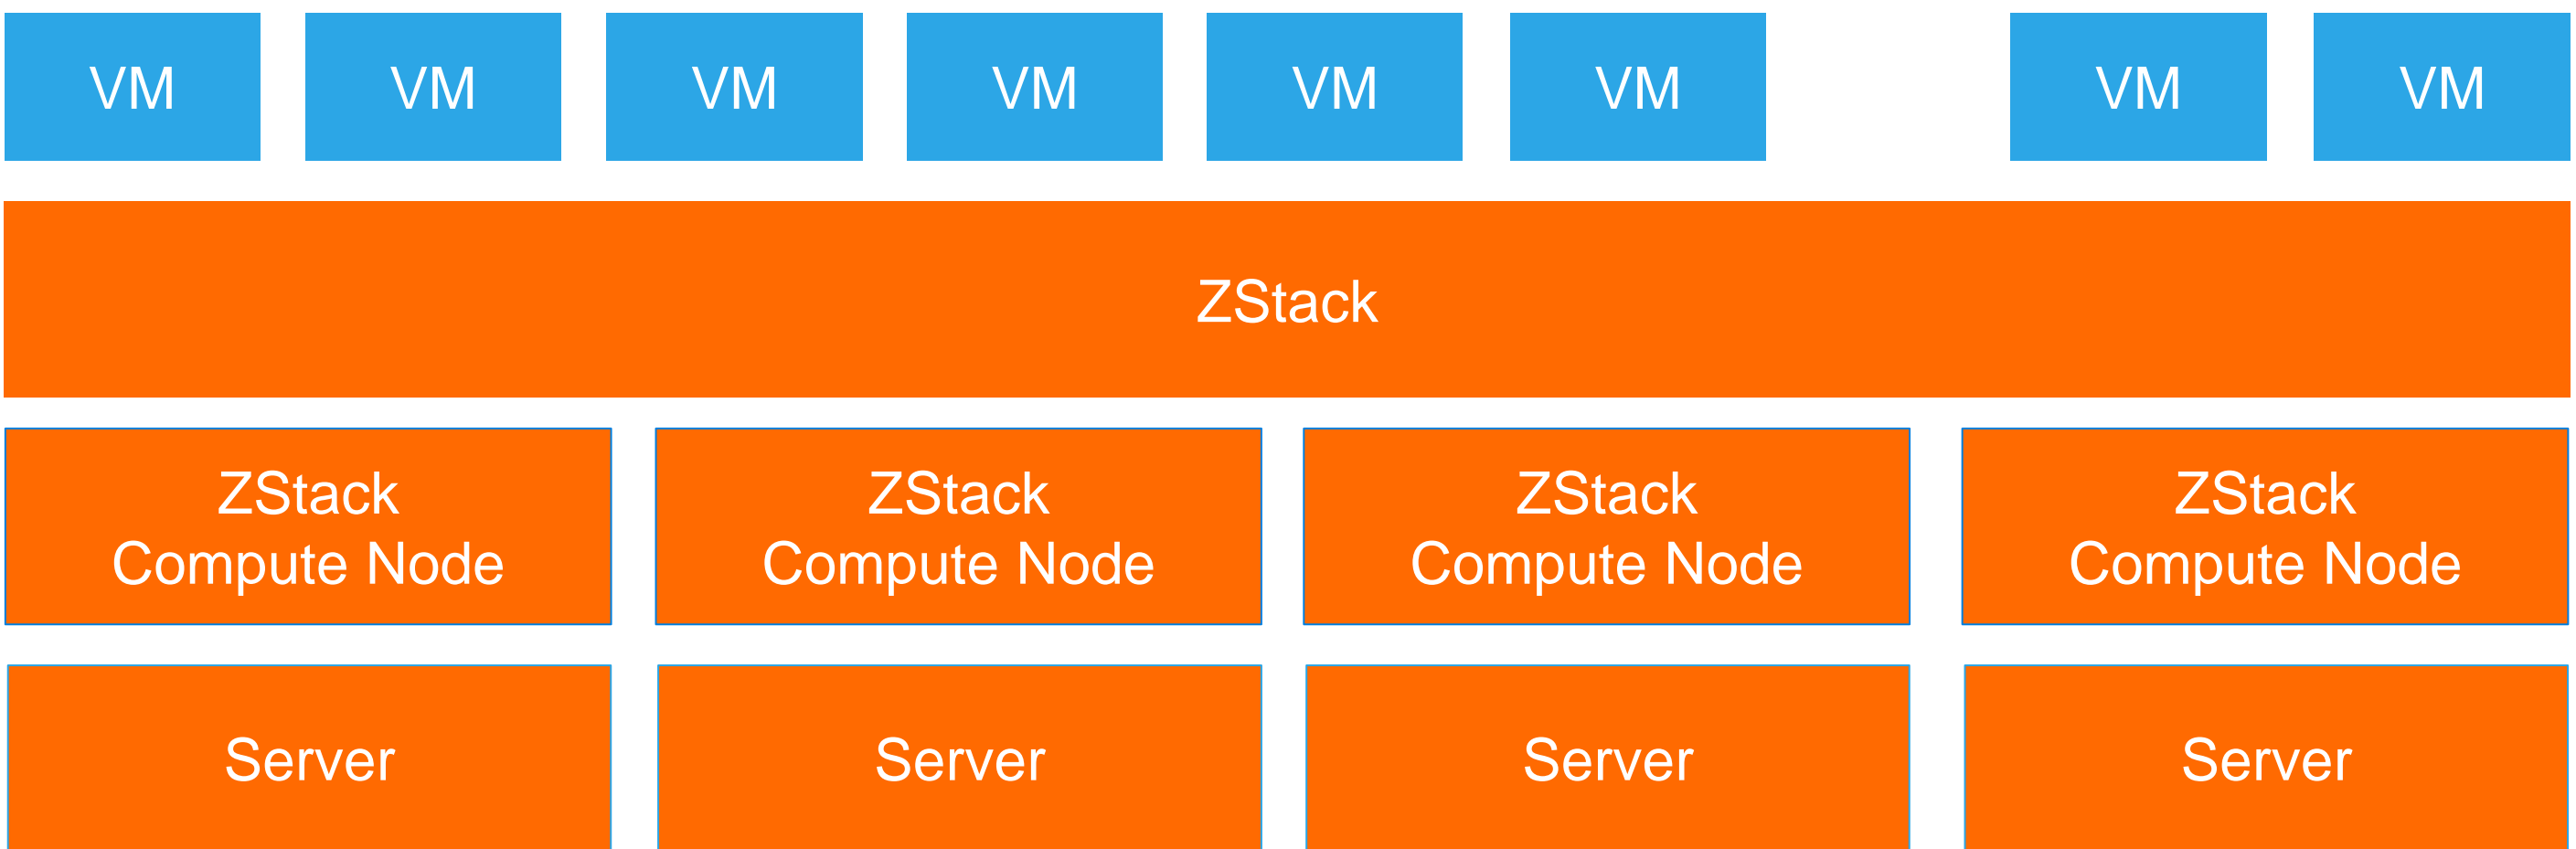 VM
VM
VM
VM
VM
VM
VM
VM
ZStack
ZStack
Compute Node
ZStack
Compute Node
ZStack
Compute Node
ZStack
Compute Node
Server
Server
Server
Server